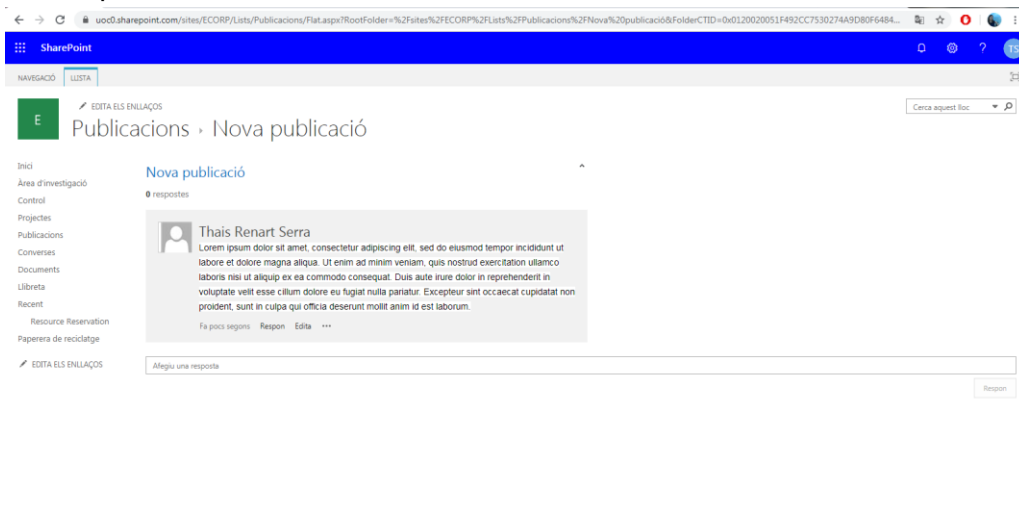 uoc0.sharepoint.com/sites/ECORP/Lists/Publicacions/Flat.aspx?RootFolder=%2Fsites%2FECORP%2FLists%2FPublicacions%2FNova%20publicació&FolderCTID=0x0120020051F492CC7530274A9D80F6484...
SharePoint
?
TS
NAVEGACIÓ
LLISTA
E
EDITA ELS ENLLAÇOS
Publicacions › Nova publicació
Cerca aquest lloc
Inici
Àrea d'investigació
Control
Projectes
Publicacions
Converses
Documents
Llibreta
Recent
Resource Reservation
Paperera de reciclatge
EDITA ELS ENLLAÇOS
Nova publicació
0 respostes
Thais Renart Serra
Lorem ipsum dolor sit amet, consectetur adipiscing elit, sed do eiusmod tempor incididunt ut
labore et dolore magna aliqua. Ut enim ad minim veniam, quis nostrud exercitation ullamco
laboris nisi ut aliquip ex ea commodo consequat. Duis aute irure dolor in reprehenderit in
voluptate velit esse cillum dolore eu fugiat nulla pariatur. Excepteur sint occaecat cupidatat non
proident, sunt in culpa qui officia deserunt mollit anim id est laborum.
Fa pocs segons Respon Edita ···
Afegiu una resposta
Respon